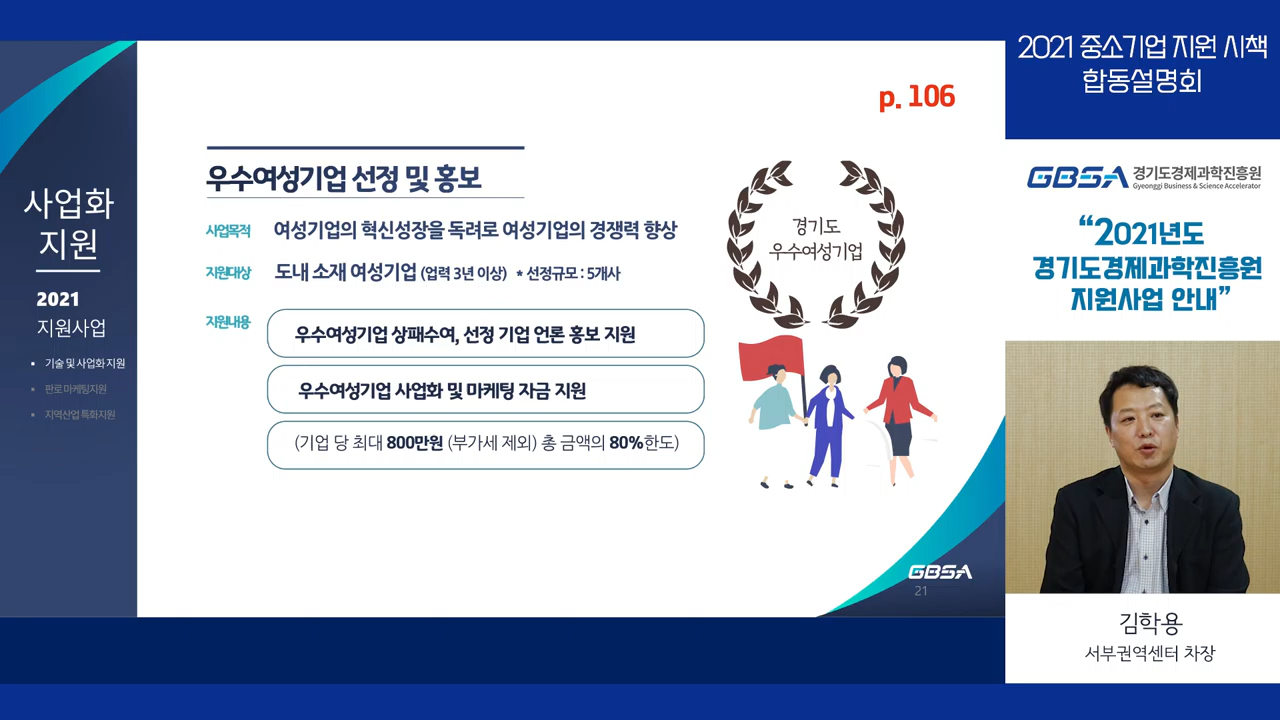 2021 중소기업 지원 시책
합동설명회
p. 106
사업화
지원
2021
지원사업
• 기술 및 사업화 지원
• 판로 마케팅지원
• 지역산업 특화지원
우수여성기업 선정 및 홍보
사업목적 여성기업의 혁신성장을 독려로 여성기업의 경쟁력 향상
지원대상 도내 소재 여성기업 (업력 3년 이상) * 선정규모 : 5개사
지원내용
우수여성기업 상패수여, 선정 기업 언론 홍보 지원
우수여성기업 사업화 및 마케팅 자금 지원
(기업 당 최대 800만원 (부가세 제외) 총 금액의 80%한도)
경기도
우수여성기업
GBSA
21
GBSA 경기도경제과학진흥원
Gyeonggi Business & Science Accelerator
“2021년도
경기도경제과학진흥원
지원사업 안내”
김학용
서부권역센터 차장